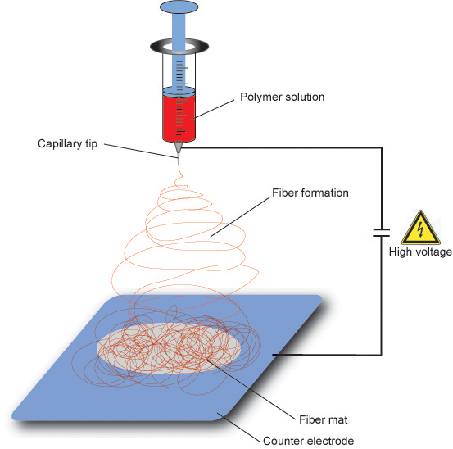 Polymer solution
Capillary tip
Fiber formation
High voltage
Fiber mat
Counter electrode